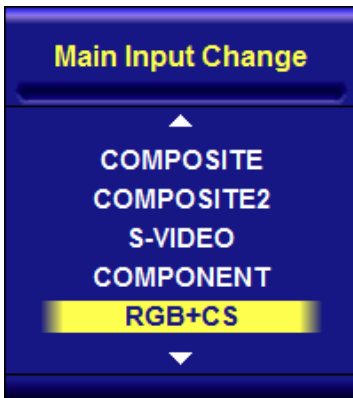 Main Input Change
COMPOSITE
COMPOSITE2
S-VIDEO
COMPONENT
RGB+CS